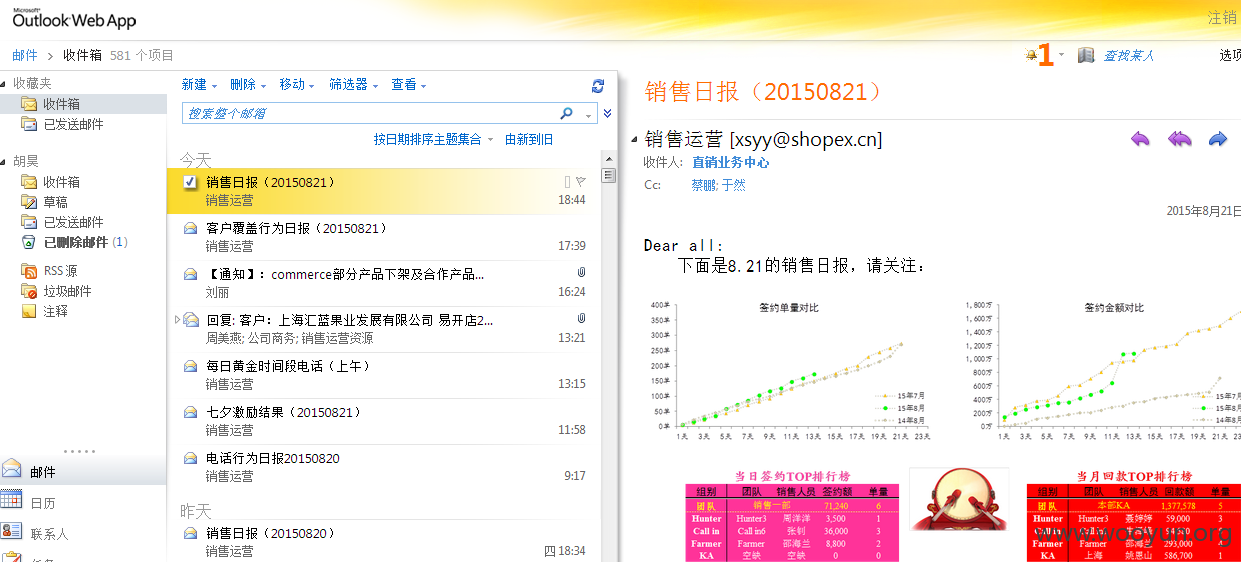 Microsoft®
Outlook Web App
注销
邮件 > 收件箱 581 个项目
1
查找某人
选项
收藏夹
收件箱
已发送邮件
胡昊
收件箱
草稿
已发送邮件
已删除邮件 (1)
RSS 源
垃圾邮件
注释
邮件
日历
联系人
新建 删除 移动 筛选器 查看
搜索整个邮箱
按日期排序主题集合 由新到旧
今天
销售日报（20150821）
销售运营 18:44
客户覆盖行为日报（20150821）
销售运营 17:39
【通知】：commerce部分产品下架及合作产品...
刘丽 16:24
回复: 客户：上海汇蓝果业发展有限公司 易开店2...
周美燕; 公司商务; 销售运营资源 13:21
每日黄金时间段电话（上午）
销售运营 13:15
七夕激励结果（20150821）
销售运营 11:58
电话行为日报20150820
销售运营 9:17
昨天
销售日报（20150820）
销售运营 四 18:34
销售日报（20150821）
销售运营 [xsyy@shopex.cn]
收件人: 直销业务中心
Cc: 蔡鹏; 于然
2015年8月21日
Dear all:
下面是8.21的销售日报，请关注：
签约单量对比
400单
350单
300单
250单
200单
150单
100单
50单
0单
1天 3天 5天 7天 9天 11天 13天 15天 17天 19天 21天 23天
15年7月
15年8月
14年8月
签约金额对比
1,800万
1,600万
1,400万
1,200万
1,000万
800万
600万
400万
200万
0万
1天 3天 5天 7天 9天 11天 13天 15天 17天 19天 21天 23
15年7月
15年8月
14年8月
当日签约TOP排行榜
组别 团队 销售人员 签约额 单量
团队 销售一部 71,240 6
Hunter Hunter3 周洋洋 3,500 1
Call in Call in6 张钊 36,000 3
Farmer Farmer 邵海兰 8,800 2
KA 空缺 空缺 0 0
当月回款TOP排行榜
组别 团队 销售人员 回款额 单量
团队 本部KA 1,377,578 5
Hunter Hunter3 聂婷婷 59,000 3
Call in
Farmer Farmer 邵海兰 293,000 4
KA 上海 姚恩山 586,700 1
www.wooyun.org